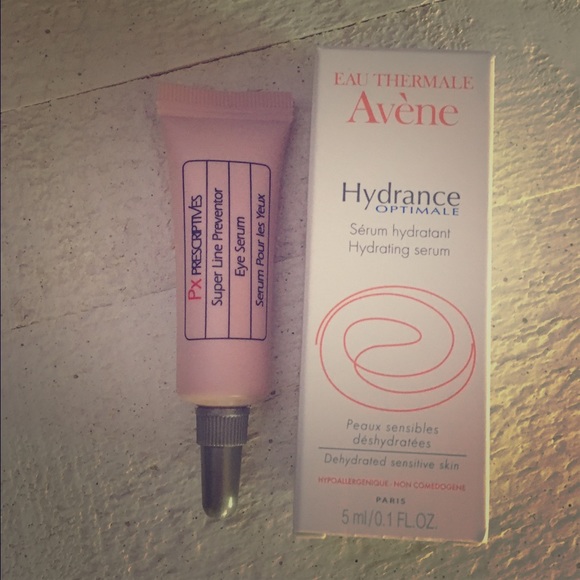 Px PRESCRIPTIVES
Super Line Preventor
Eye Serum
Serum Pour les Yeux
EAU THERMALE
Avène
Hydrance
OPTIMALE
Sérum hydratant
Hydrating serum
Peaux sensibles
déshydratées
Dehydrated sensitive skin
HYPOALLERGENIQUE - NON COMEDOGENE
PARIS
5 ml/0.1 FL.OZ.